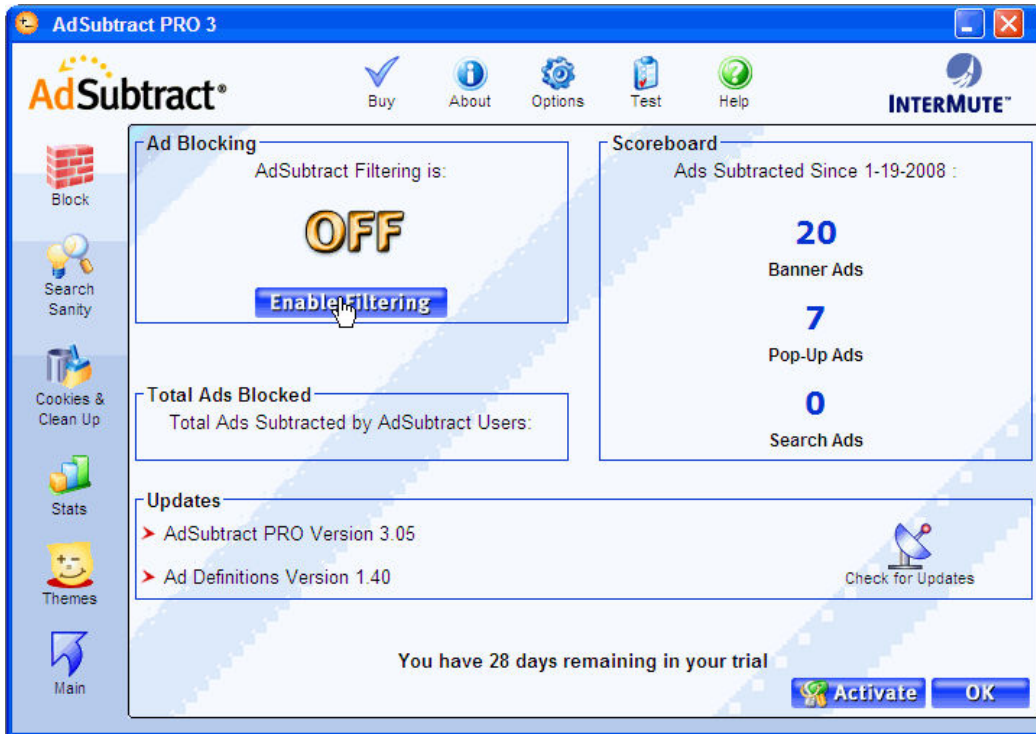 AdSubtract PRO 3
AdSubtract®
Buy
About
Options
Test
Help
INTERMUTE™
Block
Search
Sanity
Cookies &
Clean Up
Stats
Themes
Main
Ad Blocking
AdSubtract Filtering is:
OFF
Enable Filtering
Scoreboard
Ads Subtracted Since 1-19-2008 :
20
Banner Ads
7
Pop-Up Ads
0
Search Ads
Total Ads Blocked
Total Ads Subtracted by AdSubtract Users:
Updates
AdSubtract PRO Version 3.05
Ad Definitions Version 1.40
Check for Updates
You have 28 days remaining in your trial
Activate
OK